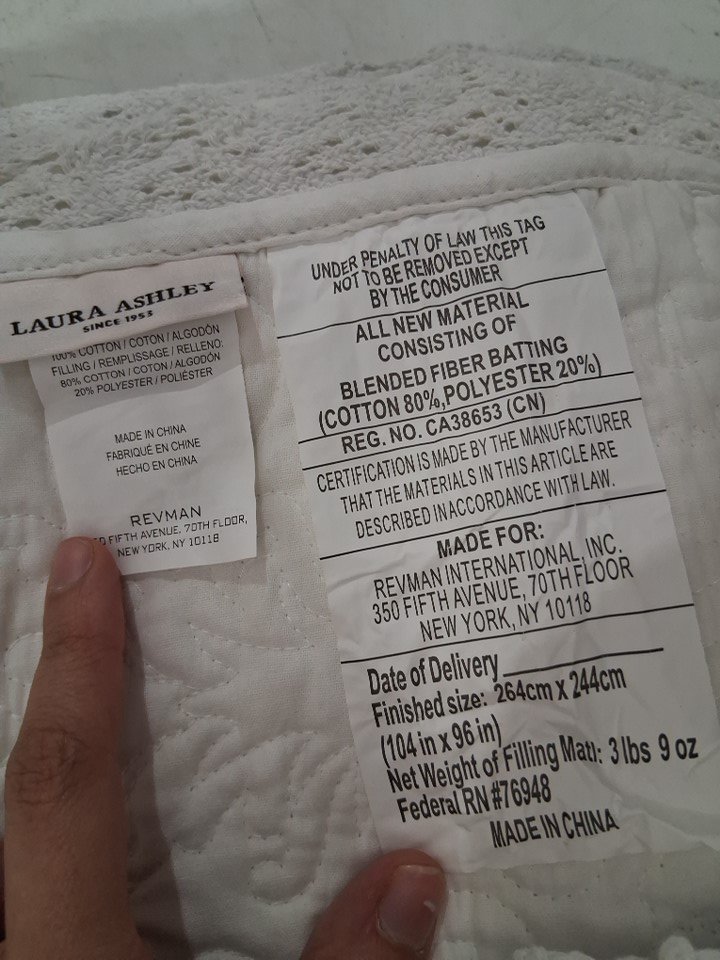 LAURA ASHLEY
SINCE 1953
100% COTTON / COTON / ALGODÓN
FILLING / REMPLISSAGE / RELLENO:
80% COTTON / COTON / ALGODÓN
20% POLYESTER / POLIÉSTER
MADE IN CHINA
FABRIQUÉ EN CHINE
HECHO EN CHINA
REVMAN
FIFTH AVENUE, 70TH FLOOR,
NEW YORK, NY 10118
UNDER PENALTY OF LAW THIS TAG
NOT TO BE REMOVED EXCEPT
BY THE CONSUMER
ALL NEW MATERIAL
CONSISTING OF
BLENDED FIBER BATTING
(COTTON 80%,POLYESTER 20%)
REG. NO. CA38653 (CN)
CERTIFICATION IS MADE BY THE MANUFACTURER
THAT THE MATERIALS IN THIS ARTICLE ARE
DESCRIBED IN ACCORDANCE WITH LAW.
MADE FOR:
REVMAN INTERNATIONAL, INC.
350 FIFTH AVENUE, 70TH FLOOR
NEW YORK, NY 10118
Date of Delivery
Finished size: 264cm x 244cm
(104 in x 96 in)
Net Weight of Filling Matl: 3 lbs 9 oz
Federal RN#76948
MADE IN CHINA